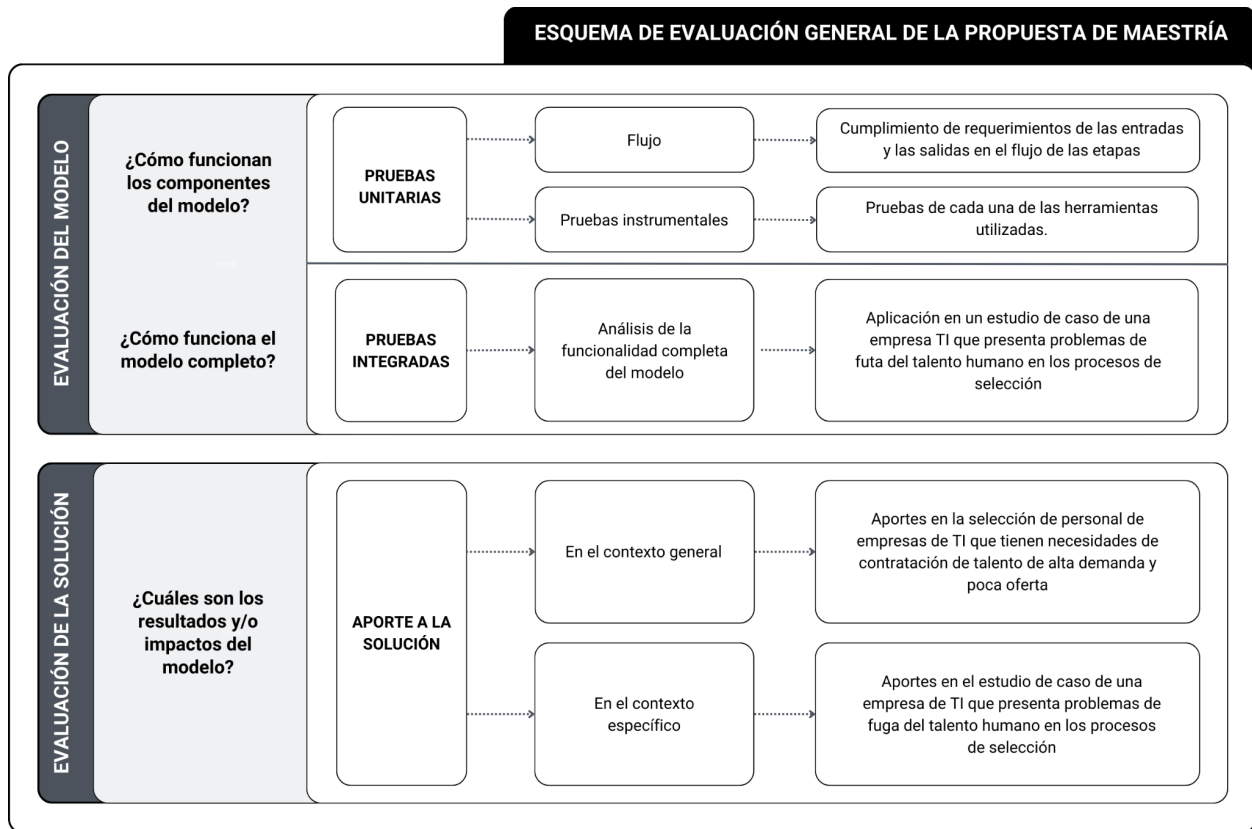 ESQUEMA DE EVALUACIÓN GENERAL DE LA PROPUESTA DE MAESTRÍA
EVALUACIÓN DEL MODELO
¿Cómo funcionan
los componentes
del modelo?
PRUEBAS
UNITARIAS
Flujo
Cumplimiento de requerimientos de las entradas
y las salidas en el flujo de las etapas
Pruebas instrumentales
Pruebas de cada una de las herramientas
utilizadas.
¿Cómo funciona el
modelo completo?
PRUEBAS
INTEGRADAS
Análisis de la
funcionalidad completa
del modelo
Aplicación en un estudio de caso de una
empresa TI que presenta problemas de
futa del talento humano en los procesos de
selección
EVALUACIÓN DE LA SOLUCIÓN
¿Cuáles son los
resultados y/o
impactos del
modelo?
APORTE A LA
SOLUCIÓN
En el contexto general
Aportes en la selección de personal de
empresas de TI que tienen necesidades de
contratación de talento de alta demanda y
poca oferta
En el contexto
específico
Aportes en el estudio de caso de una
empresa de TI que presenta problemas de
fuga del talento humano en los procesos
de selección